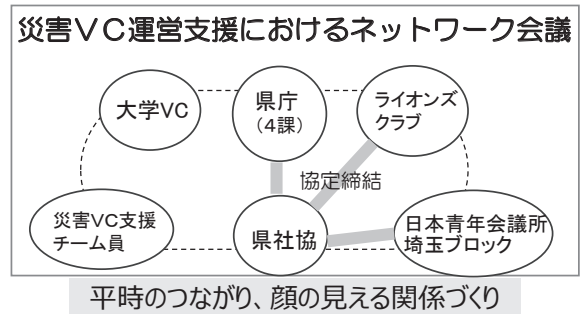 災害VC運営支援におけるネットワーク会議
大学VC
県庁
（4課）
ライオンズ
クラブ
協定締結
災害VC支援
チーム員
県社協
日本青年会議所
埼玉ブロック
平時のつながり、顔の見える関係づくり